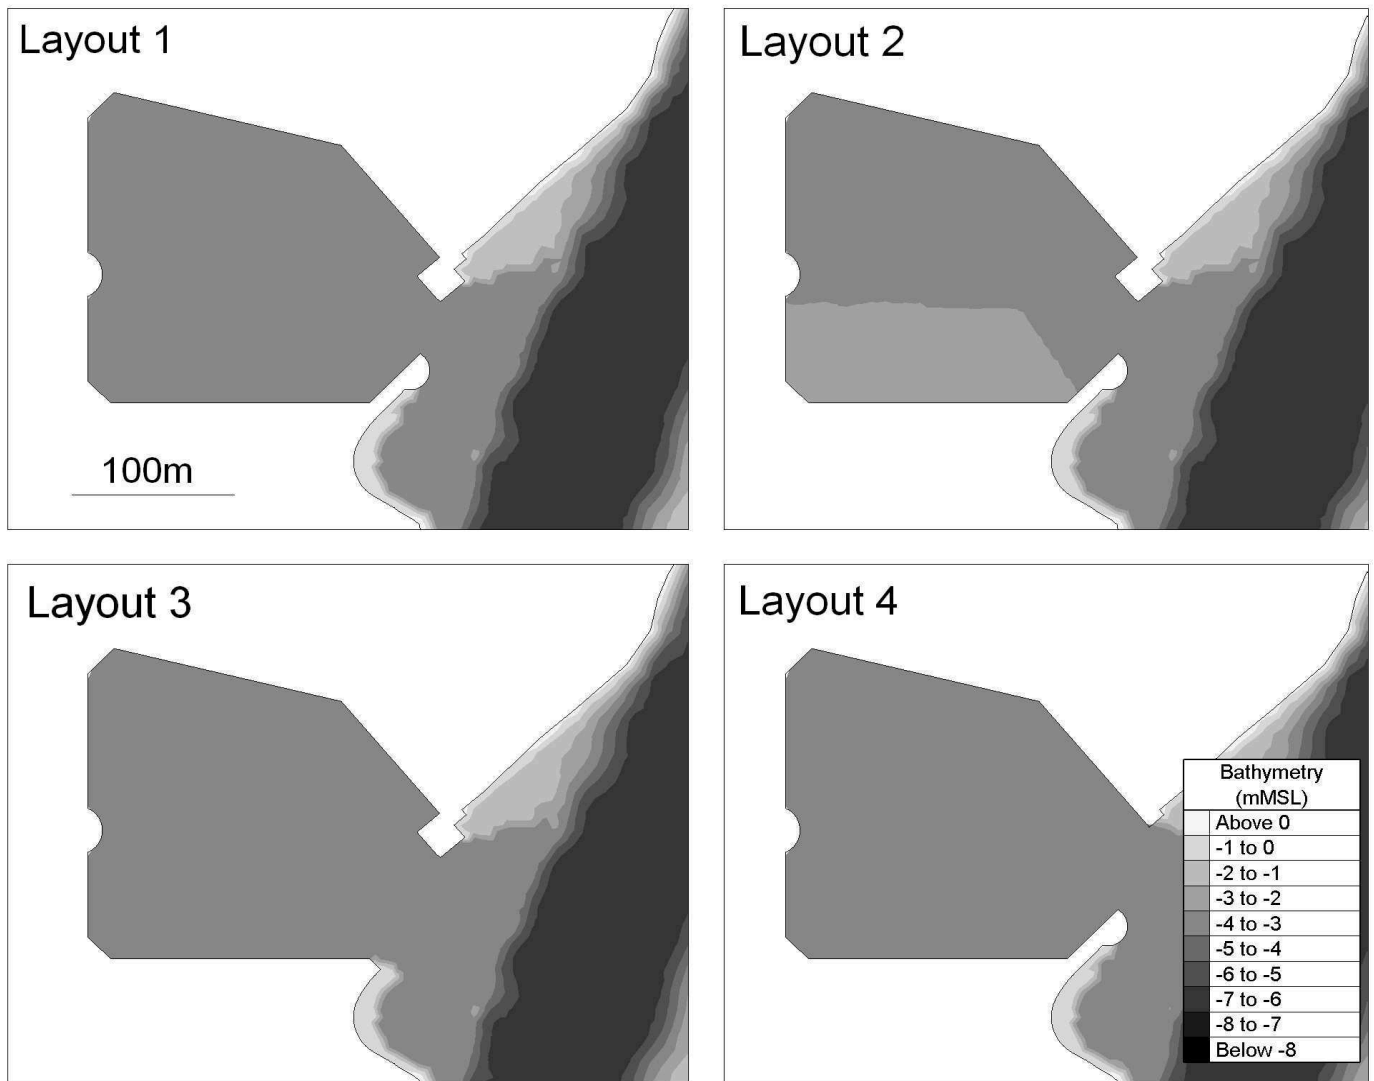 Layout 1
Layout 2
100m
Layout 3
Layout 4
Bathymetry
(mMSL)
Above 0
-1 to 0
-2 to -1
-3 to -2
-4 to -3
-5 to -4
-6 to -5
-7 to -6
-8 to -7
Below -8